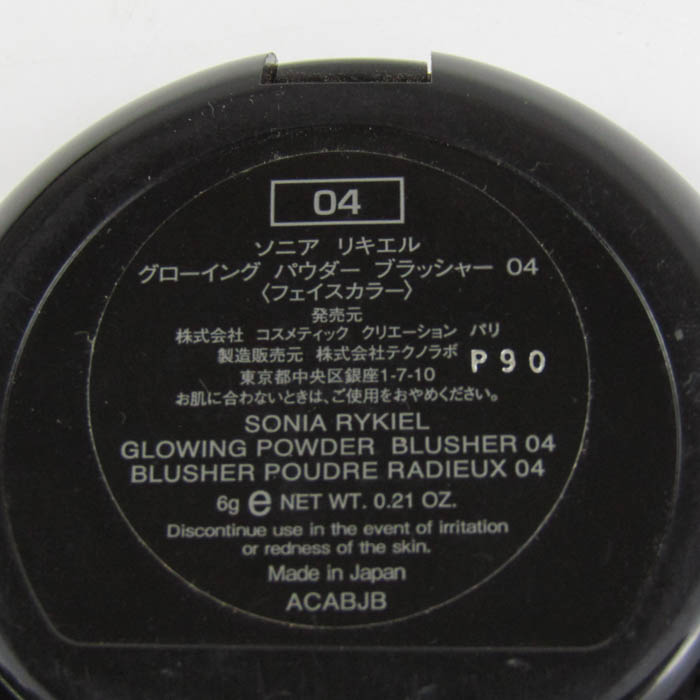 04
ソニア リキエル
グローイング パウダー ブラッシャー 04
〈フェイスカラー〉
発売元
株式会社 コスメティック クリエーション パリ
製造販売元 株式会社テクノラボ P90
東京都中央区銀座1-7-10
お肌に合わないときは、ご使用をおやめください。
SONIA RYKIEL
GLOWING POWDER BLUSHER 04
BLUSHER POUDRE RADIEUX 04
6g e NET WT. 0.21 OZ.
Discontinue use in the event of irritation
or redness of the skin.
Made in Japan
ACABJB